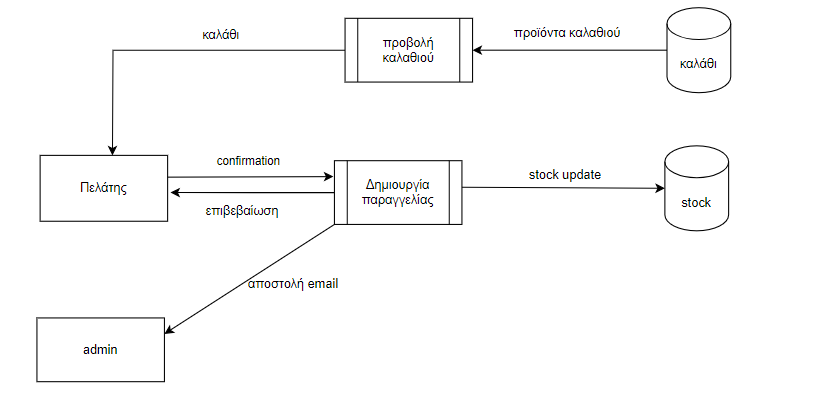 καλάθι
προβολή
καλαθιού
προϊόντα καλαθιού
καλάθι
Πελάτης
confirmation
επιβεβαίωση
Δημιουργία
παραγγελίας
stock update
stock
αποστολή email
admin